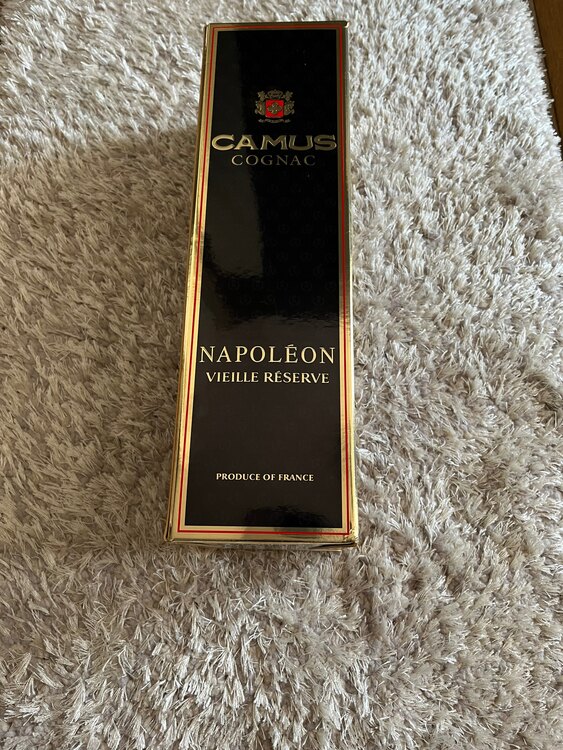 CAMUS
COGNAC
NAPOLÉON
VIEILLE RÉSERVE
PRODUCE OF FRANCE